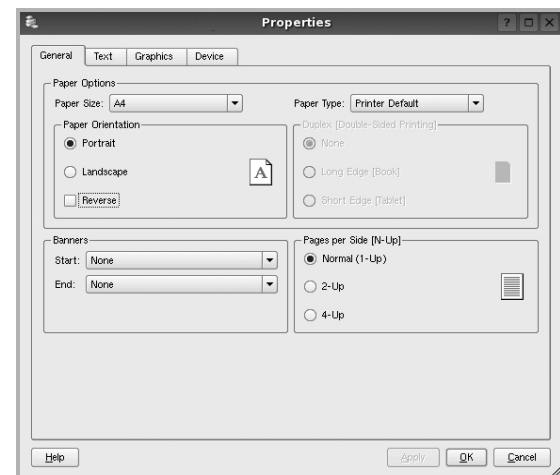 Properties
General Text Graphics Device
Paper Options
Paper Size: A4
Paper Type: Printer Default
Paper Orientation
Portrait
Landscape
Reverse
A
Duplex [Double-Sided Printing]
None
Long Edge [Book]
Short Edge [Tablet]
Banners
Start: None
End: None
Pages per Side [N-Up]
Normal (1-Up)
2-Up
4-Up
Help Apply OK Cancel